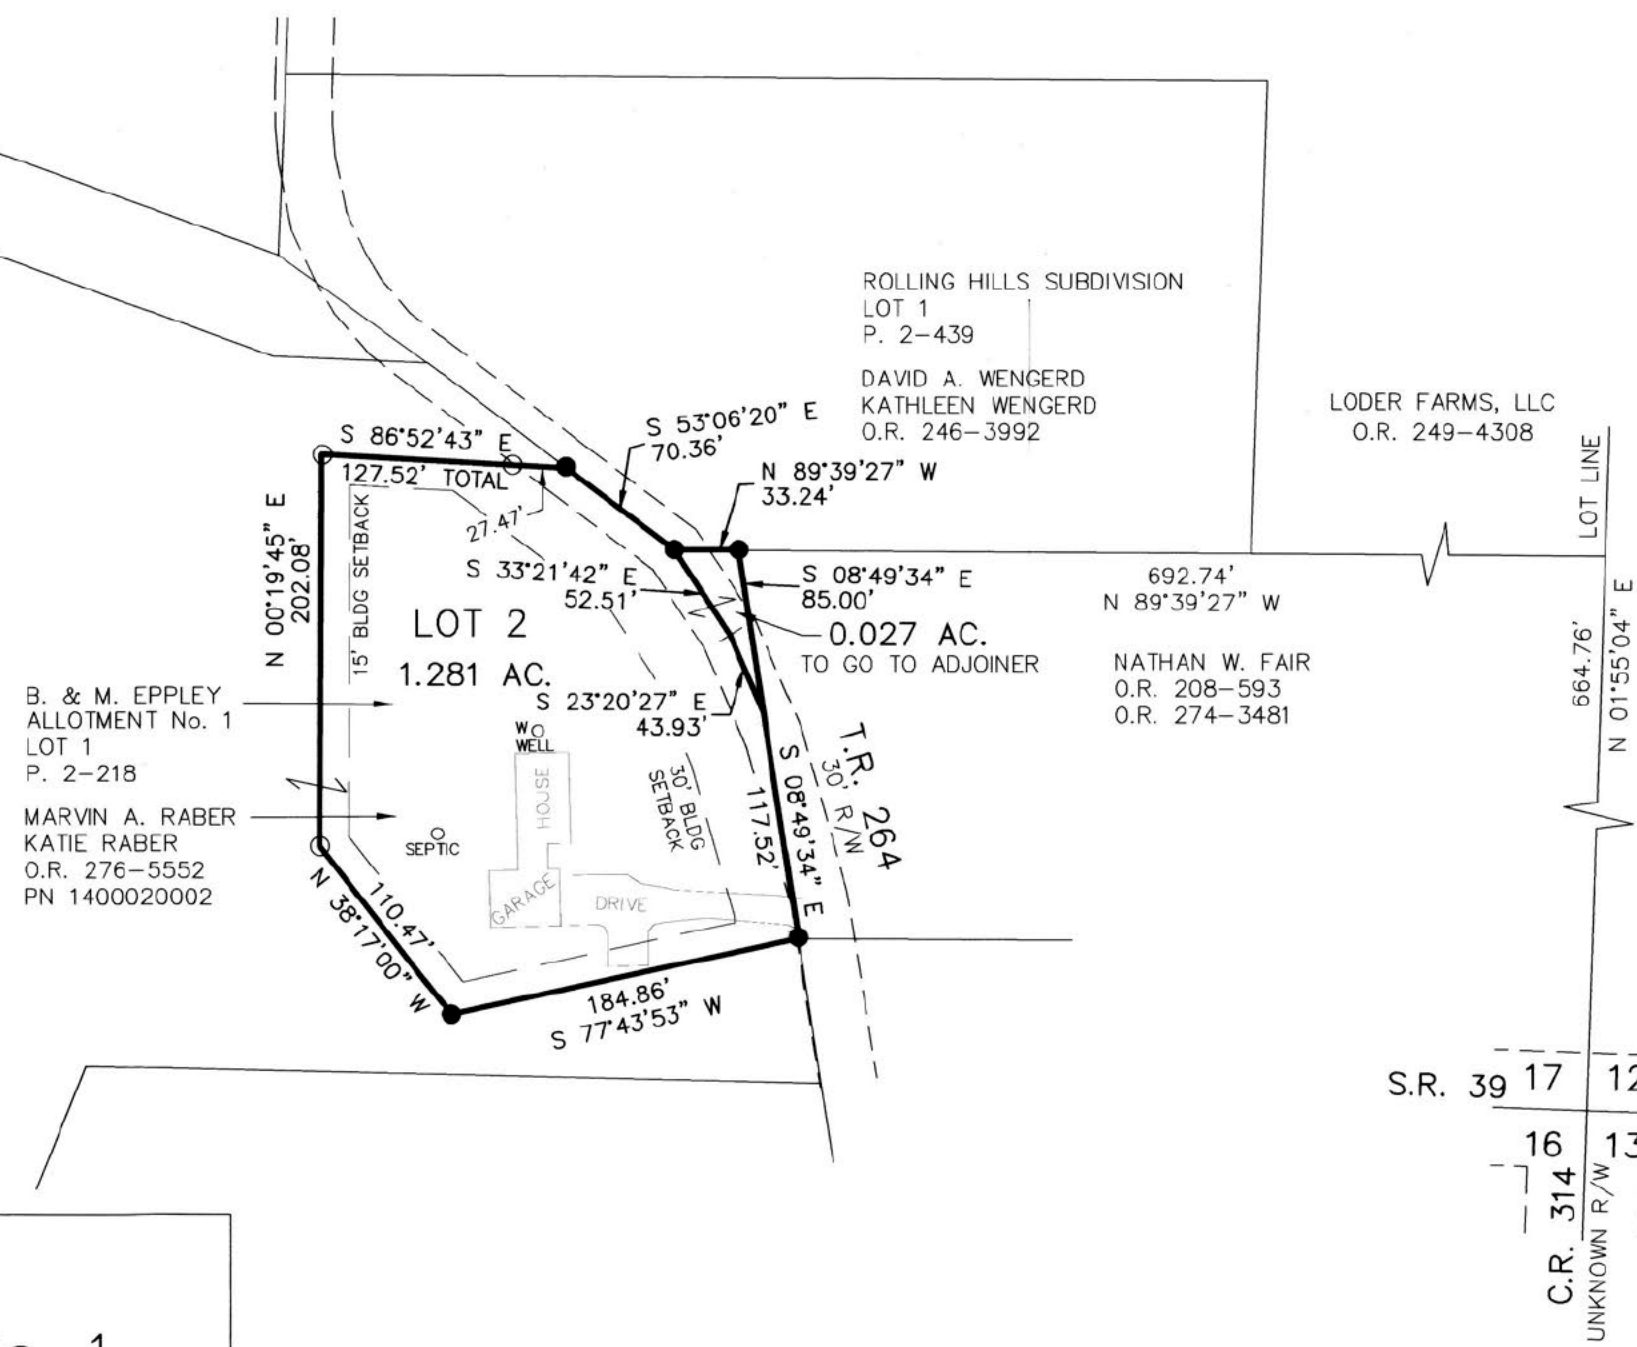 ROLLING HILLS SUBDIVISION
LOT 1
P. 2-439
DAVID A. WENGERD
KATHLEEN WENGERD
O.R. 246-3992
LODER FARMS, LLC
O.R. 249-4308
LOT LINE
S 86°52'43" E
127.52' TOTAL
27.47'
S 53°06'20" E
70.36'
N 89°39'27" W
33.24'
N 00°19'45" E
202.08'
15' BLDG SETBACK
S 33°21'42" E
52.51'
S 08°49'34" E
85.00'
692.74'
N 89°39'27" W
LOT 2
1.281 AC.
0.027 AC.
TO GO TO ADJOINER
NATHAN W. FAIR
O.R. 208-593
O.R. 274-3481
664.76'
N 01°55'04" E
B. & M. EPPLEY
ALLOTMENT No. 1
LOT 1
P. 2-218
S 23°20'27" E
43.93'
W
WELL
HOUSE
30' BLDG
SETBACK
117.52'
S 08°49'34" E
T.R. 264
30' R/W
MARVIN A. RABER
KATIE RABER
O.R. 276-5552
PN 1400020002
SEPTIC
GARAGE
DRIVE
110.47'
N 38°17'00" W
184.86'
S 77°43'53" W
S.R. 39
17
12
16
13
C.R. 314
UNKNOWN R/W
1